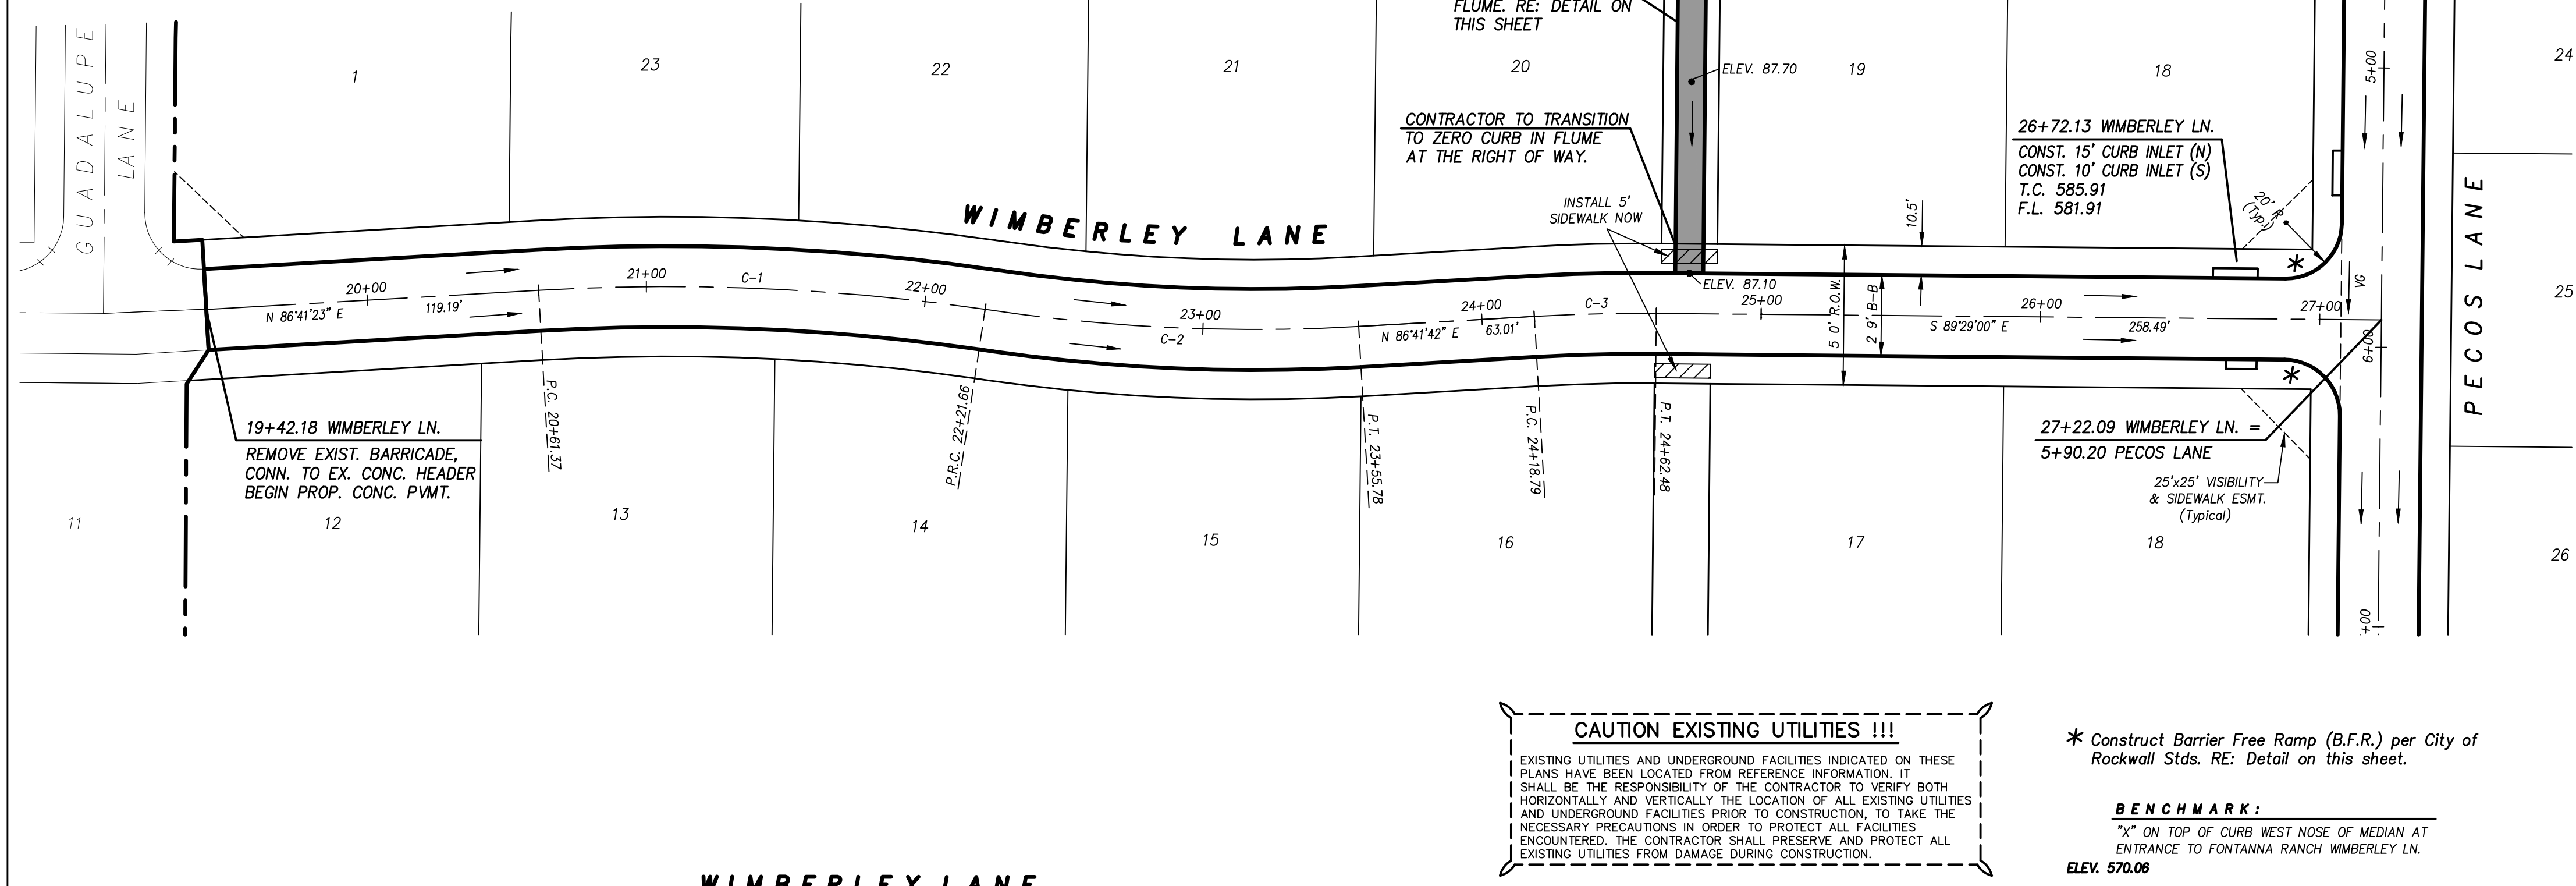 FLUME. RE: DETAIL ON
THIS SHEET
GUADALUPE
LANE
1
23
22
21
20
19
18
24
ELEV. 87.70
5+00
CONTRACTOR TO TRANSITION
TO ZERO CURB IN FLUME
AT THE RIGHT OF WAY.
26+72.13 WIMBERLEY LN.
CONST. 15' CURB INLET (N)
CONST. 10' CURB INLET (S)
T.C. 585.91
F.L. 581.91
INSTALL 5'
SIDEWALK NOW
10.5'
20' R
(Typ.)
WIMBERLEY LANE
PECOS LANE
25
VG
20+00
21+00
C-1
22+00
23+00
C-2
24+00
C-3
ELEV. 87.10
25+00
26+00
27+00
6+00
N 86°41'23" E
119.19'
N 86°41'42" E
63.01'
50' R.O.W.
29' B-B
S 89°29'00" E
258.49'
P.C. 20+61.37
P.R.C. 22+21.66
P.T. 23+55.78
P.C. 24+18.79
P.T. 24+62.48
19+42.18 WIMBERLEY LN.
REMOVE EXIST. BARRICADE,
CONN. TO EX. CONC. HEADER
BEGIN PROP. CONC. PVMT.
27+22.09 WIMBERLEY LN. =
5+90.20 PECOS LANE
25'x25' VISIBILITY
& SIDEWALK ESMT.
(Typical)
11
12
13
14
15
16
17
18
26
+00
CAUTION EXISTING UTILITIES !!!
EXISTING UTILITIES AND UNDERGROUND FACILITIES INDICATED ON THESE
PLANS HAVE BEEN LOCATED FROM REFERENCE INFORMATION. IT
SHALL BE THE RESPONSIBILITY OF THE CONTRACTOR TO VERIFY BOTH
HORIZONTALLY AND VERTICALLY THE LOCATION OF ALL EXISTING UTILITIES
AND UNDERGROUND FACILITIES PRIOR TO CONSTRUCTION, TO TAKE THE
NECESSARY PRECAUTIONS IN ORDER TO PROTECT ALL FACILITIES
ENCOUNTERED. THE CONTRACTOR SHALL PRESERVE AND PROTECT ALL
EXISTING UTILITIES FROM DAMAGE DURING CONSTRUCTION.
* Construct Barrier Free Ramp (B.F.R.) per City of
Rockwall Stds. RE: Detail on this sheet.
BENCHMARK:
"X" ON TOP OF CURB WEST NOSE OF MEDIAN AT
ENTRANCE TO FONTANNA RANCH WIMBERLEY LN.
ELEV. 570.06
WIMBERLEY LANE